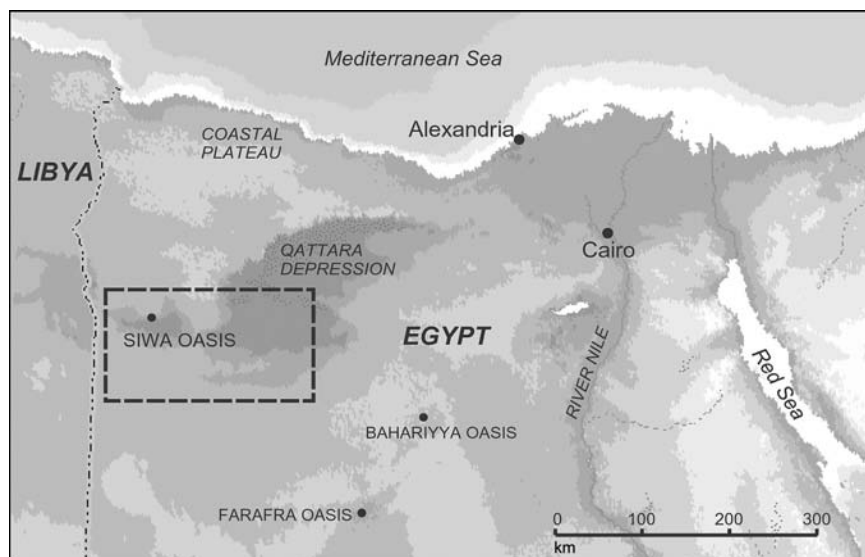 Mediterranean Sea
Alexandria
COASTAL
PLATEAU
LIBYA
Cairo
QATTARA
DEPRESSION
SIWA OASIS
EGYPT
RIVER NILE
Red Sea
BAHARIYYA OASIS
FARAFRA OASIS
0 100 200 300
km